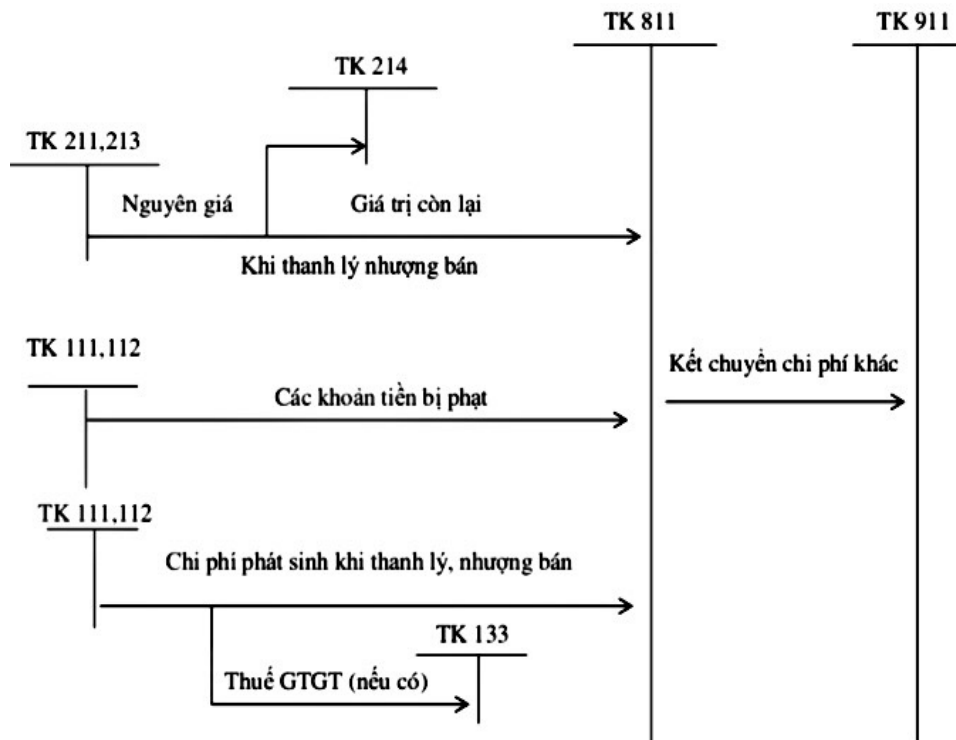 TK 811
TK 911
TK 214
TK 211,213
Nguyên giá
Giá trị còn lại
Khi thanh lý nhượng bán
TK 111,112
Các khoản tiền bị phạt
Kết chuyển chi phí khác
TK 111,112
Chi phí phát sinh khi thanh lý, nhượng bán
TK 133
Thuế GTGT (nếu có)